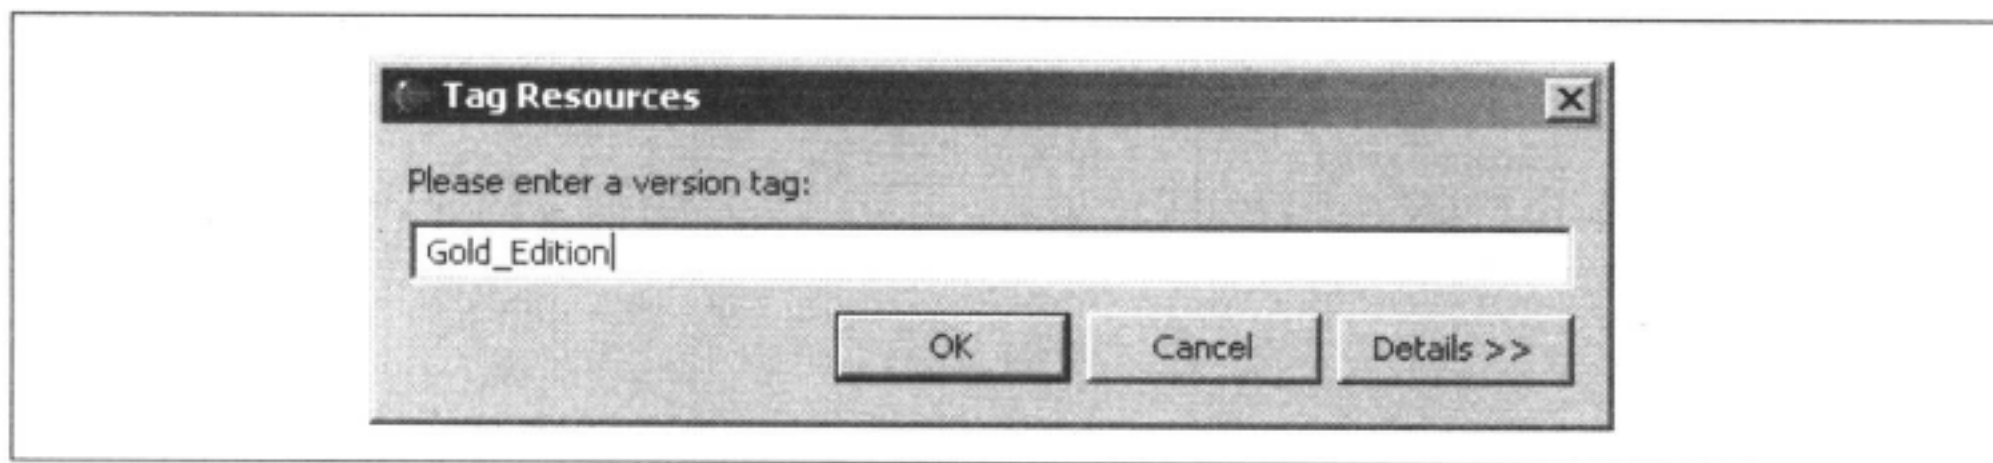 Tag Resources
Please enter a version tag:
Gold_Edition
OK Cancel Details >>